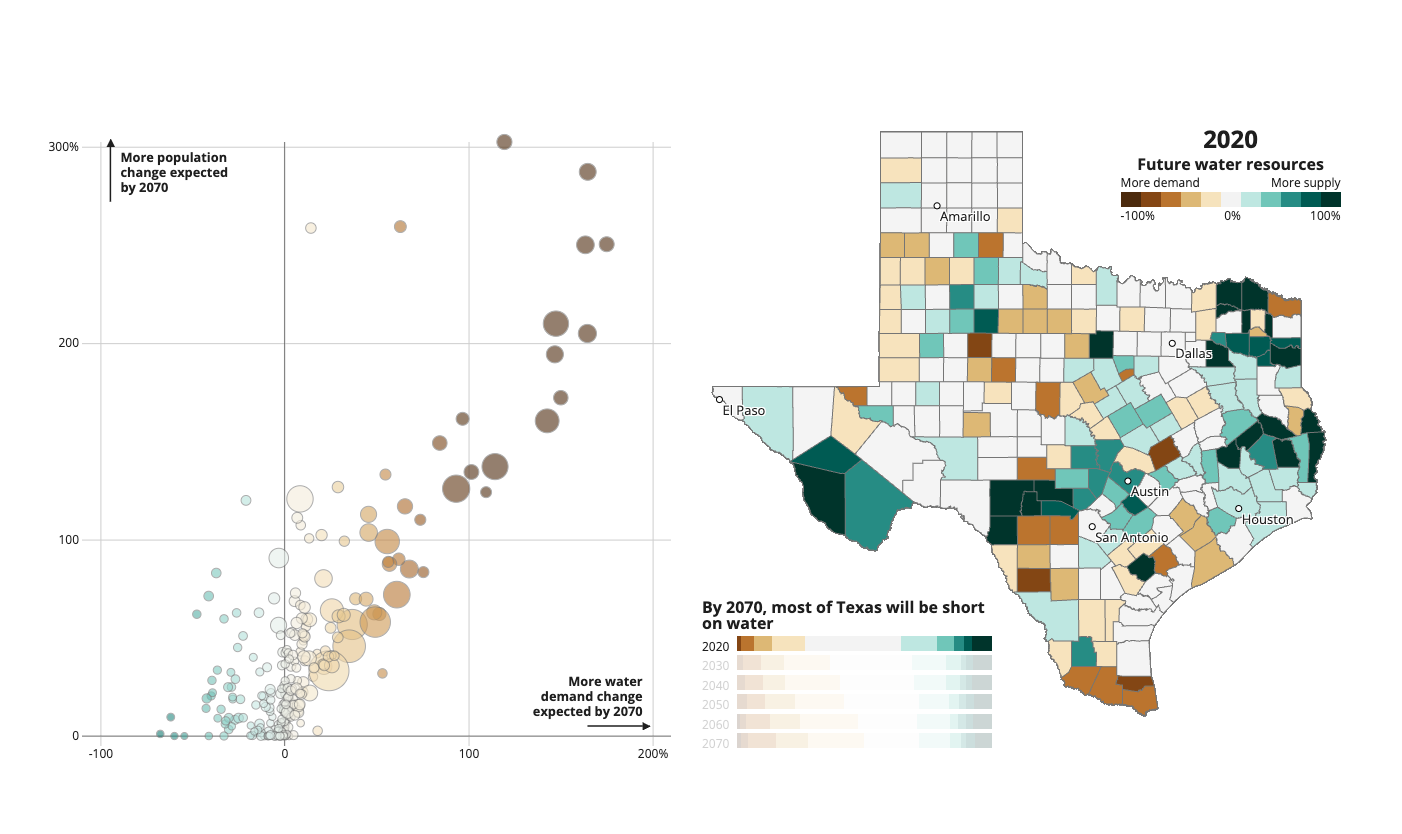 300%
More population
change expected
by 2070
200
100
More water
demand change
expected by 2070
0
-100
0
100
200%
2020
Future water resources
More demand
More supply
-100%
0%
100%
Amarillo
Dallas
El Paso
Austin
Houston
San Antonio
By 2070, most of Texas will be short
on water
2020
2030
2040
2050
2060
2070